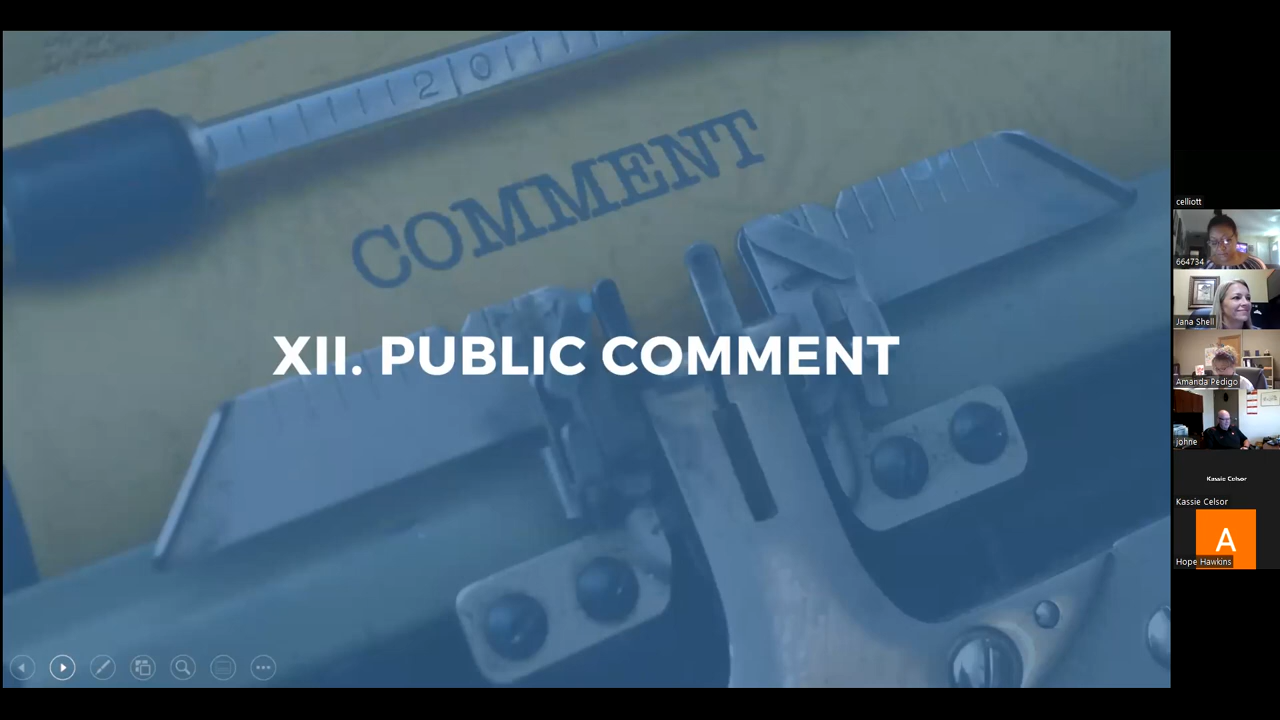 2 0
COMMENT
XII. PUBLIC COMMENT
celliott
664734
Jana Shell
Amanda Pedigo
johne
Kassie Celsor
Kassie Celsor
A
Hope Hawkins